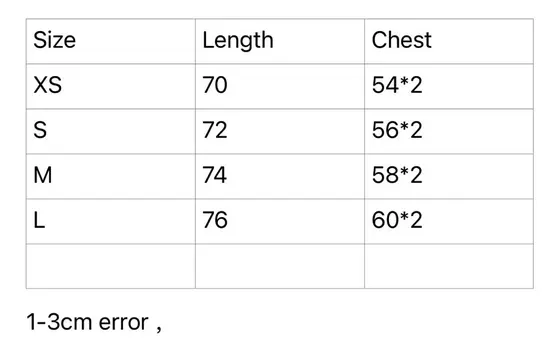 Size Length Chest
XS 70 54*2
S 72 56*2
M 74 58*2
L 76 60*2
1-3cm error ,